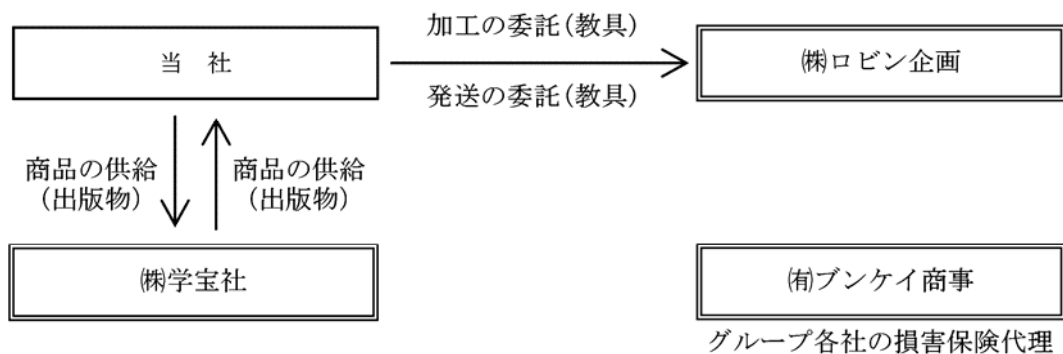 加工の委託(教具)
当　社
㈱ロビン企画
発送の委託(教具)
商品の供給
(出版物)
商品の供給
(出版物)
㈱学宝社
㈲ブンケイ商事
グループ各社の損害保険代理